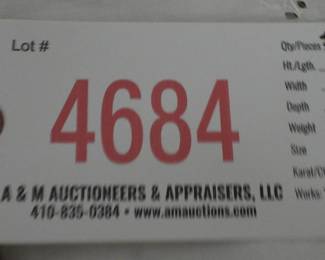 Lot #
4684
A & M AUCTIONEERS & APPRAISERS, LLC
410-835-0384 • www.amauctions.com
Qty/Pieces
Ht./Lgth.
Width
Depth
Weight
Size
Works: